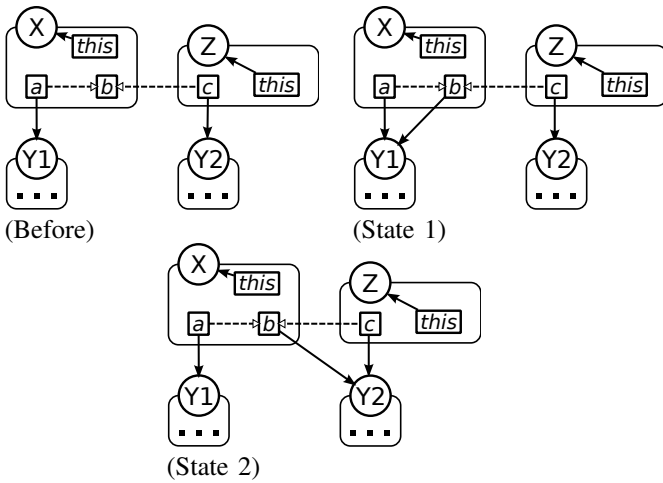 X this Z
a b c this
Y1 Y2
(Before)
X this Z
a b c this
Y1 Y2
(State 1)
X this Z
a b c this
Y1 Y2
(State 2)